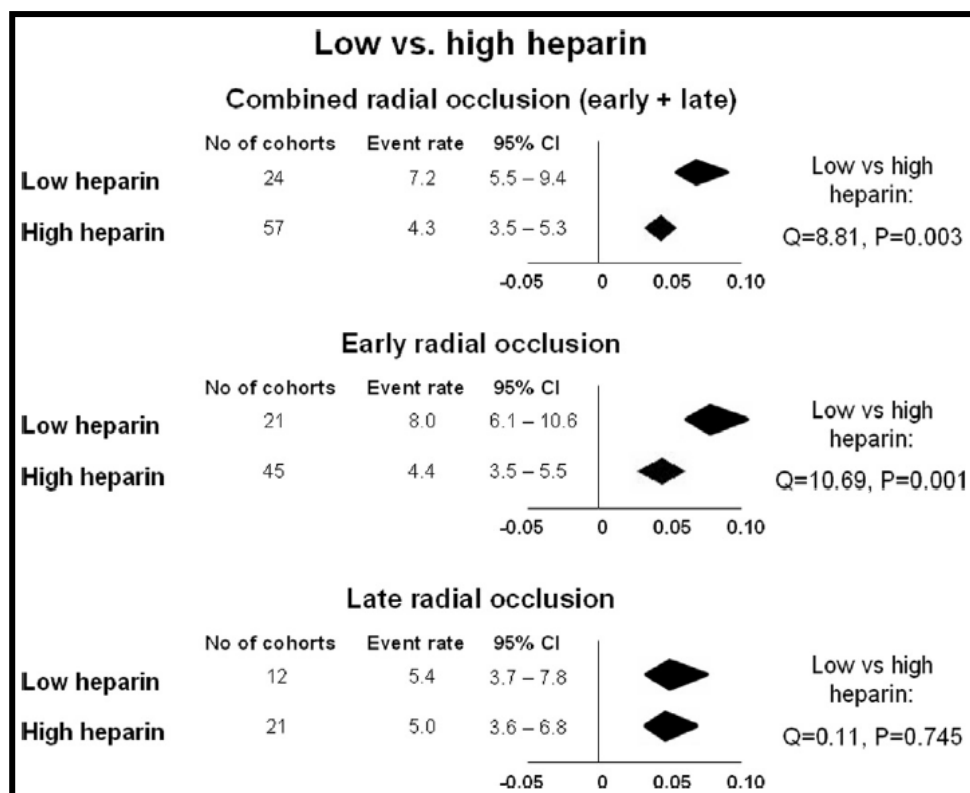 Low vs. high heparin
Combined radial occlusion (early + late)
No of cohorts Event rate 95% CI
Low heparin 24 7.2 5.5 – 9.4
High heparin 57 4.3 3.5 – 5.3
Low vs high
heparin:
Q=8.81, P=0.003
-0.05 0 0.05 0.10
Early radial occlusion
No of cohorts Event rate 95% CI
Low heparin 21 8.0 6.1 – 10.6
High heparin 45 4.4 3.5 – 5.5
Low vs high
heparin:
Q=10.69, P=0.001
-0.05 0 0.05 0.10
Late radial occlusion
No of cohorts Event rate 95% CI
Low heparin 12 5.4 3.7 – 7.8
High heparin 21 5.0 3.6 – 6.8
Low vs high
heparin:
Q=0.11, P=0.745
-0.05 0 0.05 0.10